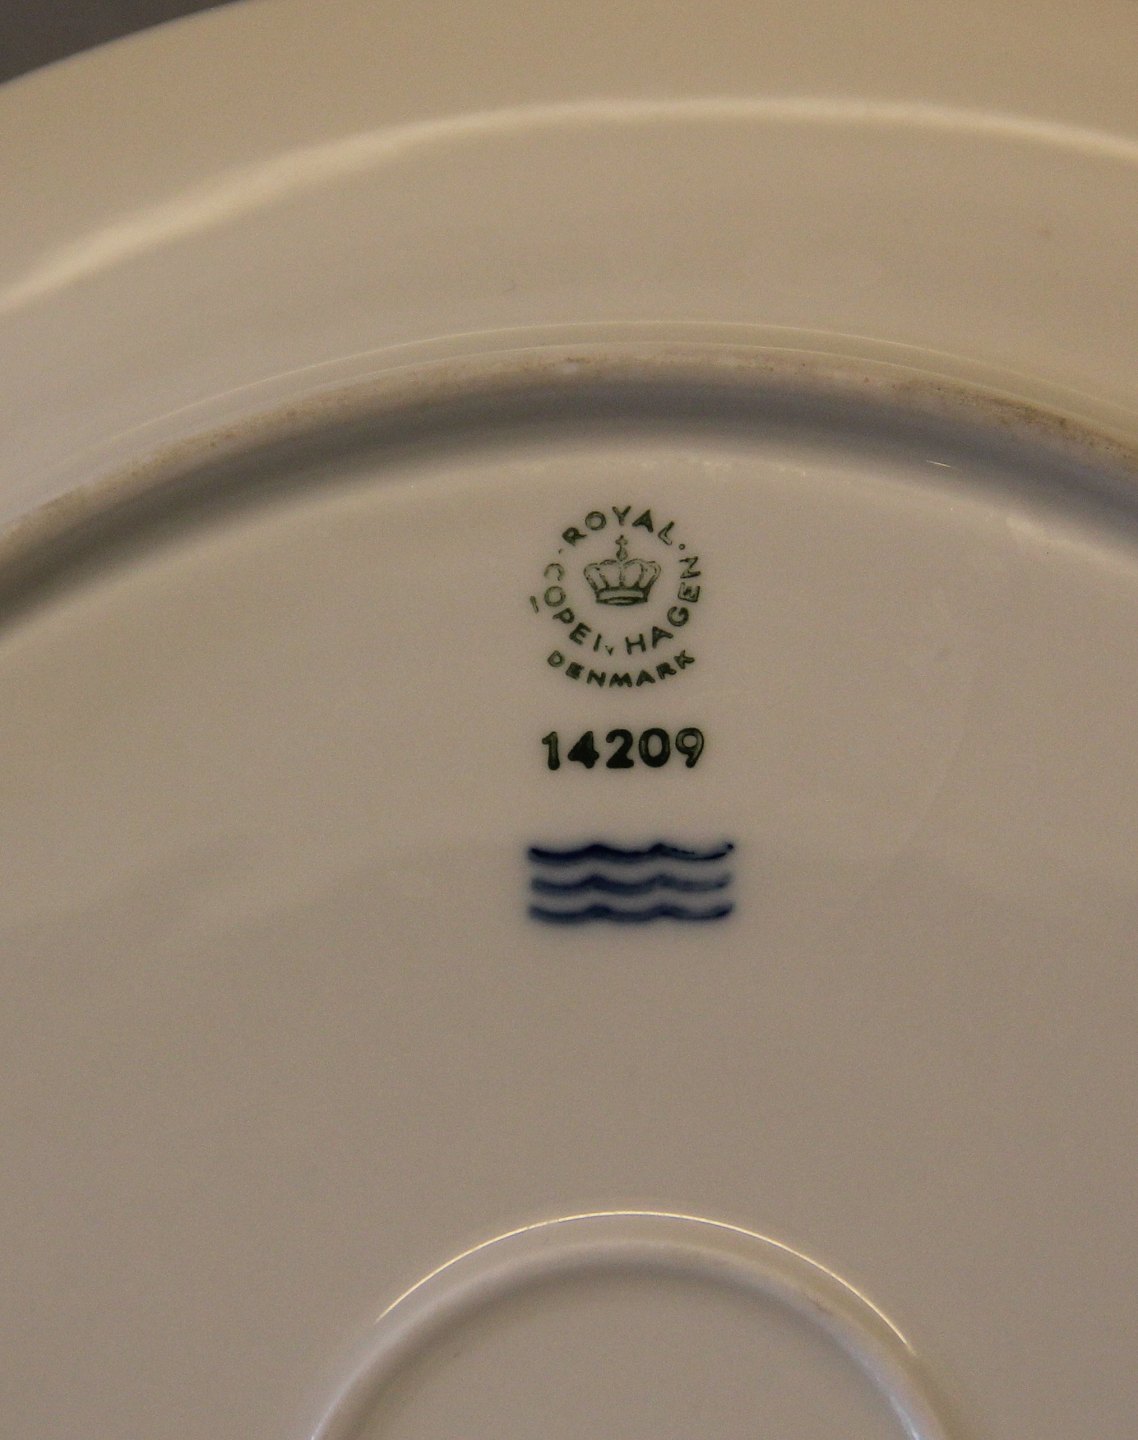 ROYAL
COPENHAGEN
DENMARK
14209